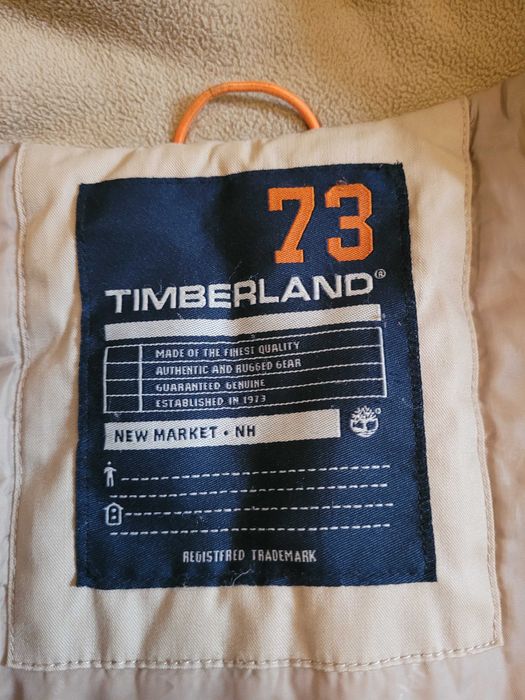 73
TIMBERLAND®
MADE OF THE FINEST QUALITY
AUTHENTIC AND RUGGED GEAR
GUARANTEED GENUINE
ESTABLISHED IN 1973
NEW MARKET • NH
REGISTERED TRADEMARK